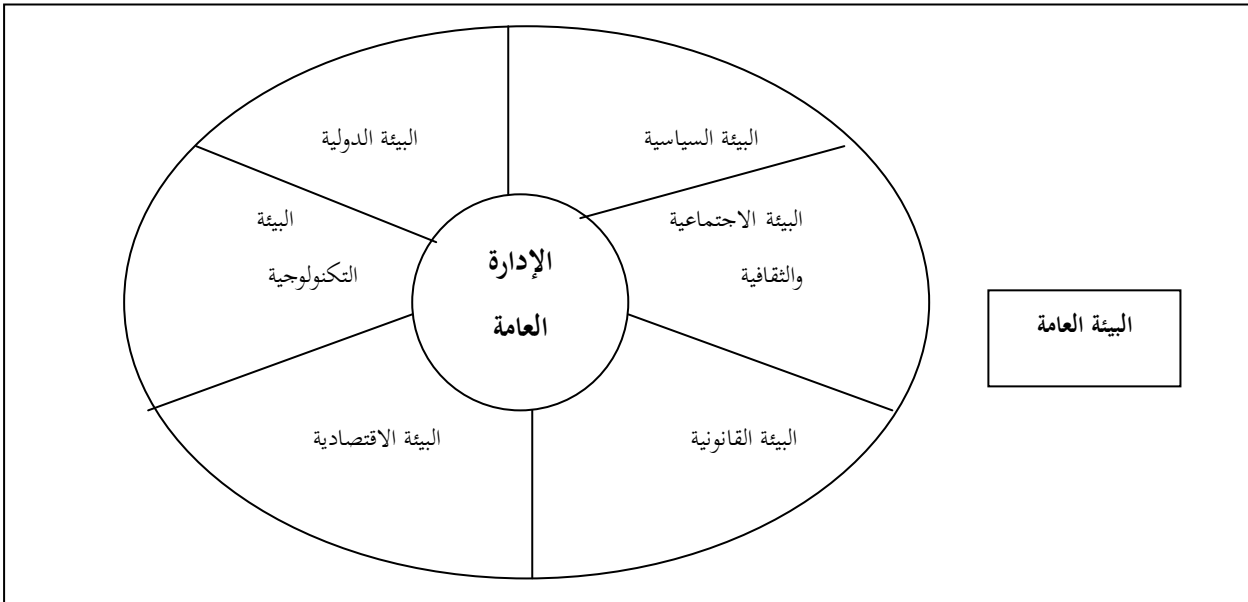 البيئة السياسية
البيئة الدولية
البيئة الاجتماعية
والثقافية
البيئة
التكنولوجية
الإدارة
العامة
البيئة العامة
البيئة القانونية
البيئة الاقتصادية